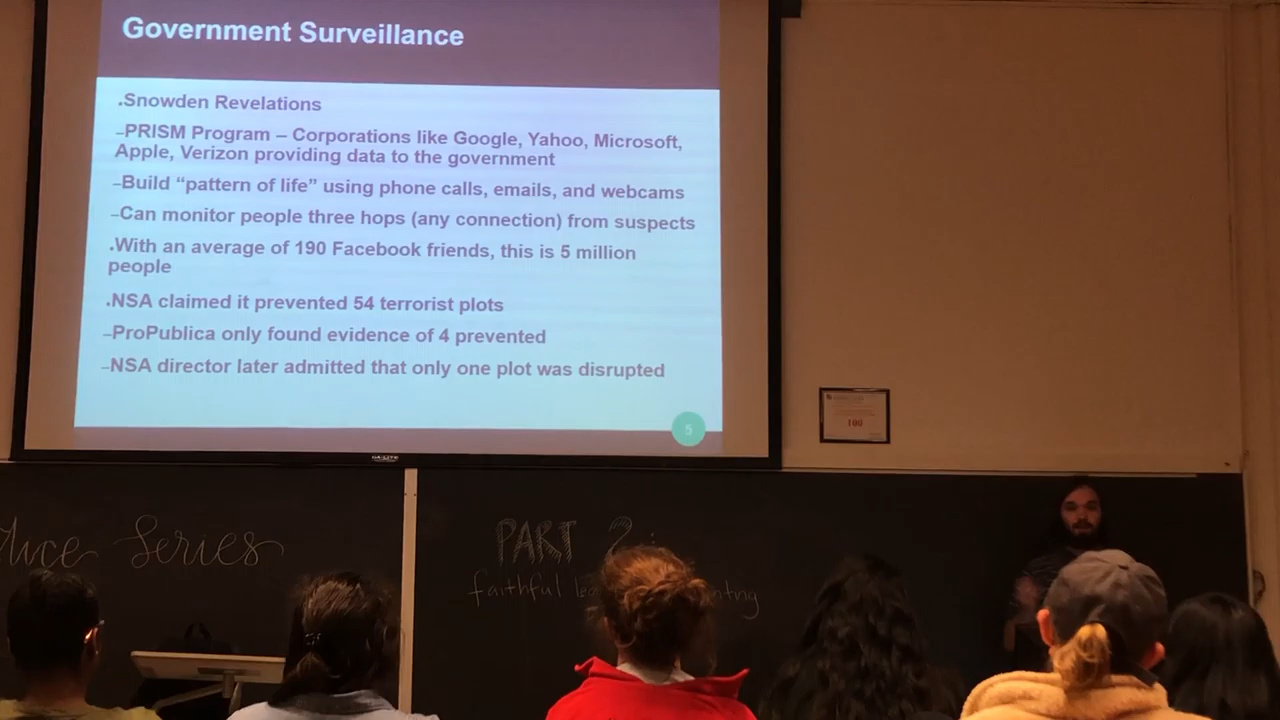 Government Surveillance
.Snowden Revelations
–PRISM Program – Corporations like Google, Yahoo, Microsoft,
Apple, Verizon providing data to the government
–Build “pattern of life” using phone calls, emails, and webcams
–Can monitor people three hops (any connection) from suspects
.With an average of 190 Facebook friends, this is 5 million
people
.NSA claimed it prevented 54 terrorist plots
–ProPublica only found evidence of 4 prevented
–NSA director later admitted that only one plot was disrupted
5
DA-LITE
100
Series
PART 2:
faithful